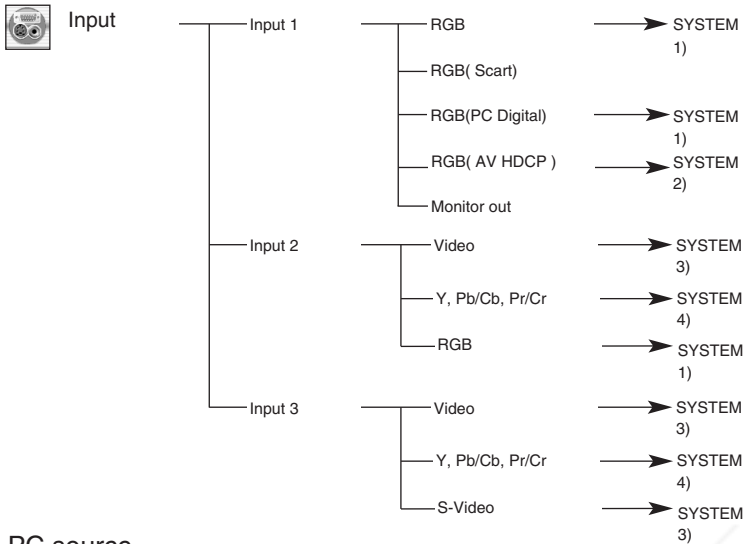 Input
Input 1
RGB
SYSTEM
1)
RGB( Scart)
RGB(PC Digital)
SYSTEM
1)
RGB( AV HDCP )
SYSTEM
2)
Monitor out
Input 2
Video
SYSTEM
3)
Y, Pb/Cb, Pr/Cr
SYSTEM
4)
RGB
SYSTEM
1)
Input 3
Video
SYSTEM
3)
Y, Pb/Cb, Pr/Cr
SYSTEM
4)
S-Video
SYSTEM
3)
PC source